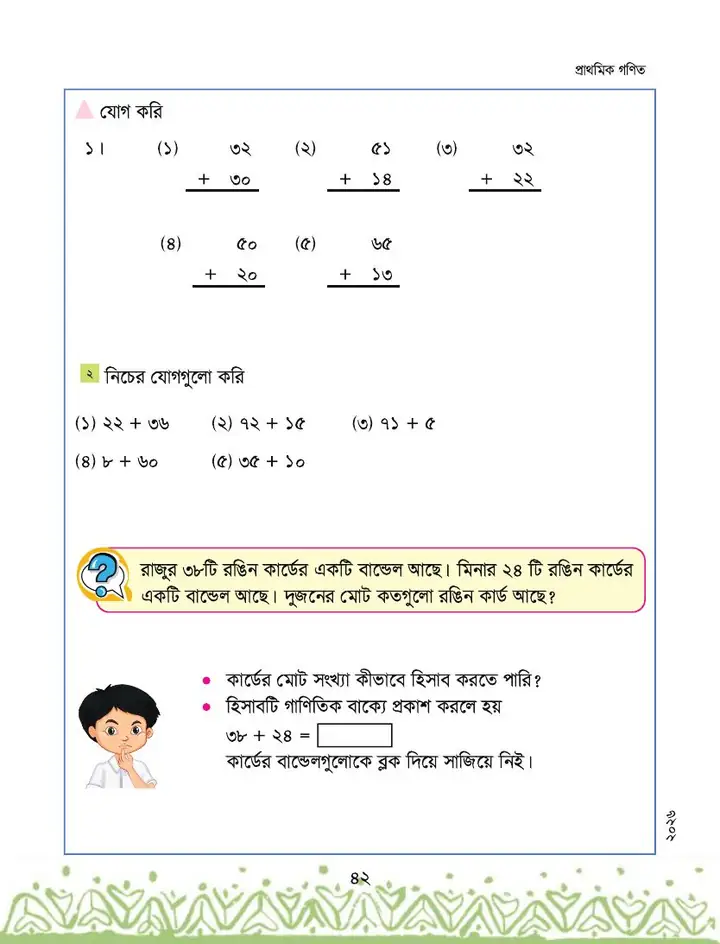 প্রাথমিক গণিত
যোগ করি
১। (১) ৩২ (২) ৫১ (৩) ৩২
+ ৩০ + ১৪ + ২২
(৪) ৫০ (৫) ৬৫
+ ২০ + ১৩
২ নিচের যোগগুলো করি
(১) ২২ + ৩৬ (২) ৭২ + ১৫ (৩) ৭১ + ৫
(৪) ৮ + ৬০ (৫) ৩৫ + ১০
রাজুর ৩৮টি রঙিন কার্ডের একটি বান্ডেল আছে। মিনার ২৪ টি রঙিন কার্ডের
একটি বান্ডেল আছে। দুজনের মোট কতগুলো রঙিন কার্ড আছে?
• কার্ডের মোট সংখ্যা কীভাবে হিসাব করতে পারি?
• হিসাবটি গাণিতিক বাক্যে প্রকাশ করলে হয়
৩৮ + ২৪ =
কার্ডের বান্ডেলগুলোকে ব্লক দিয়ে সাজিয়ে নিই।
২০২৬
৪২